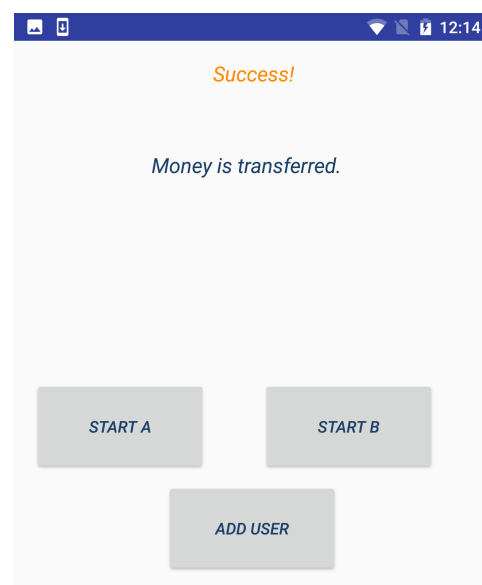 12:14
Success!
Money is transferred.
START A
START B
ADD USER